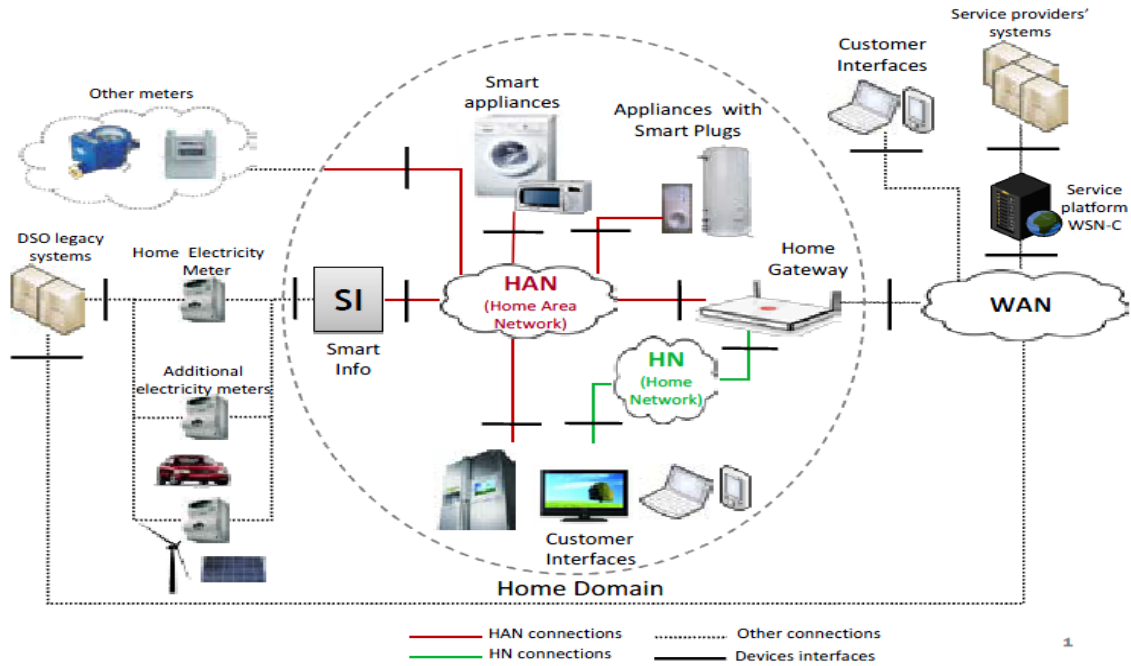 Service providers'
systems
Customer
Interfaces
Other meters
Smart
appliances
Appliances with
Smart Plugs
Service
platform
WSN-C
DSO legacy
systems
Home Electricity
Meter
Home
Gateway
SI
HAN
(Home Area
Network)
WAN
Smart
Info
HN
(Home
Network)
Additional
electricity meters
Customer
Interfaces
Home Domain
HAN connections
Other connections
HN connections
Devices interfaces
1